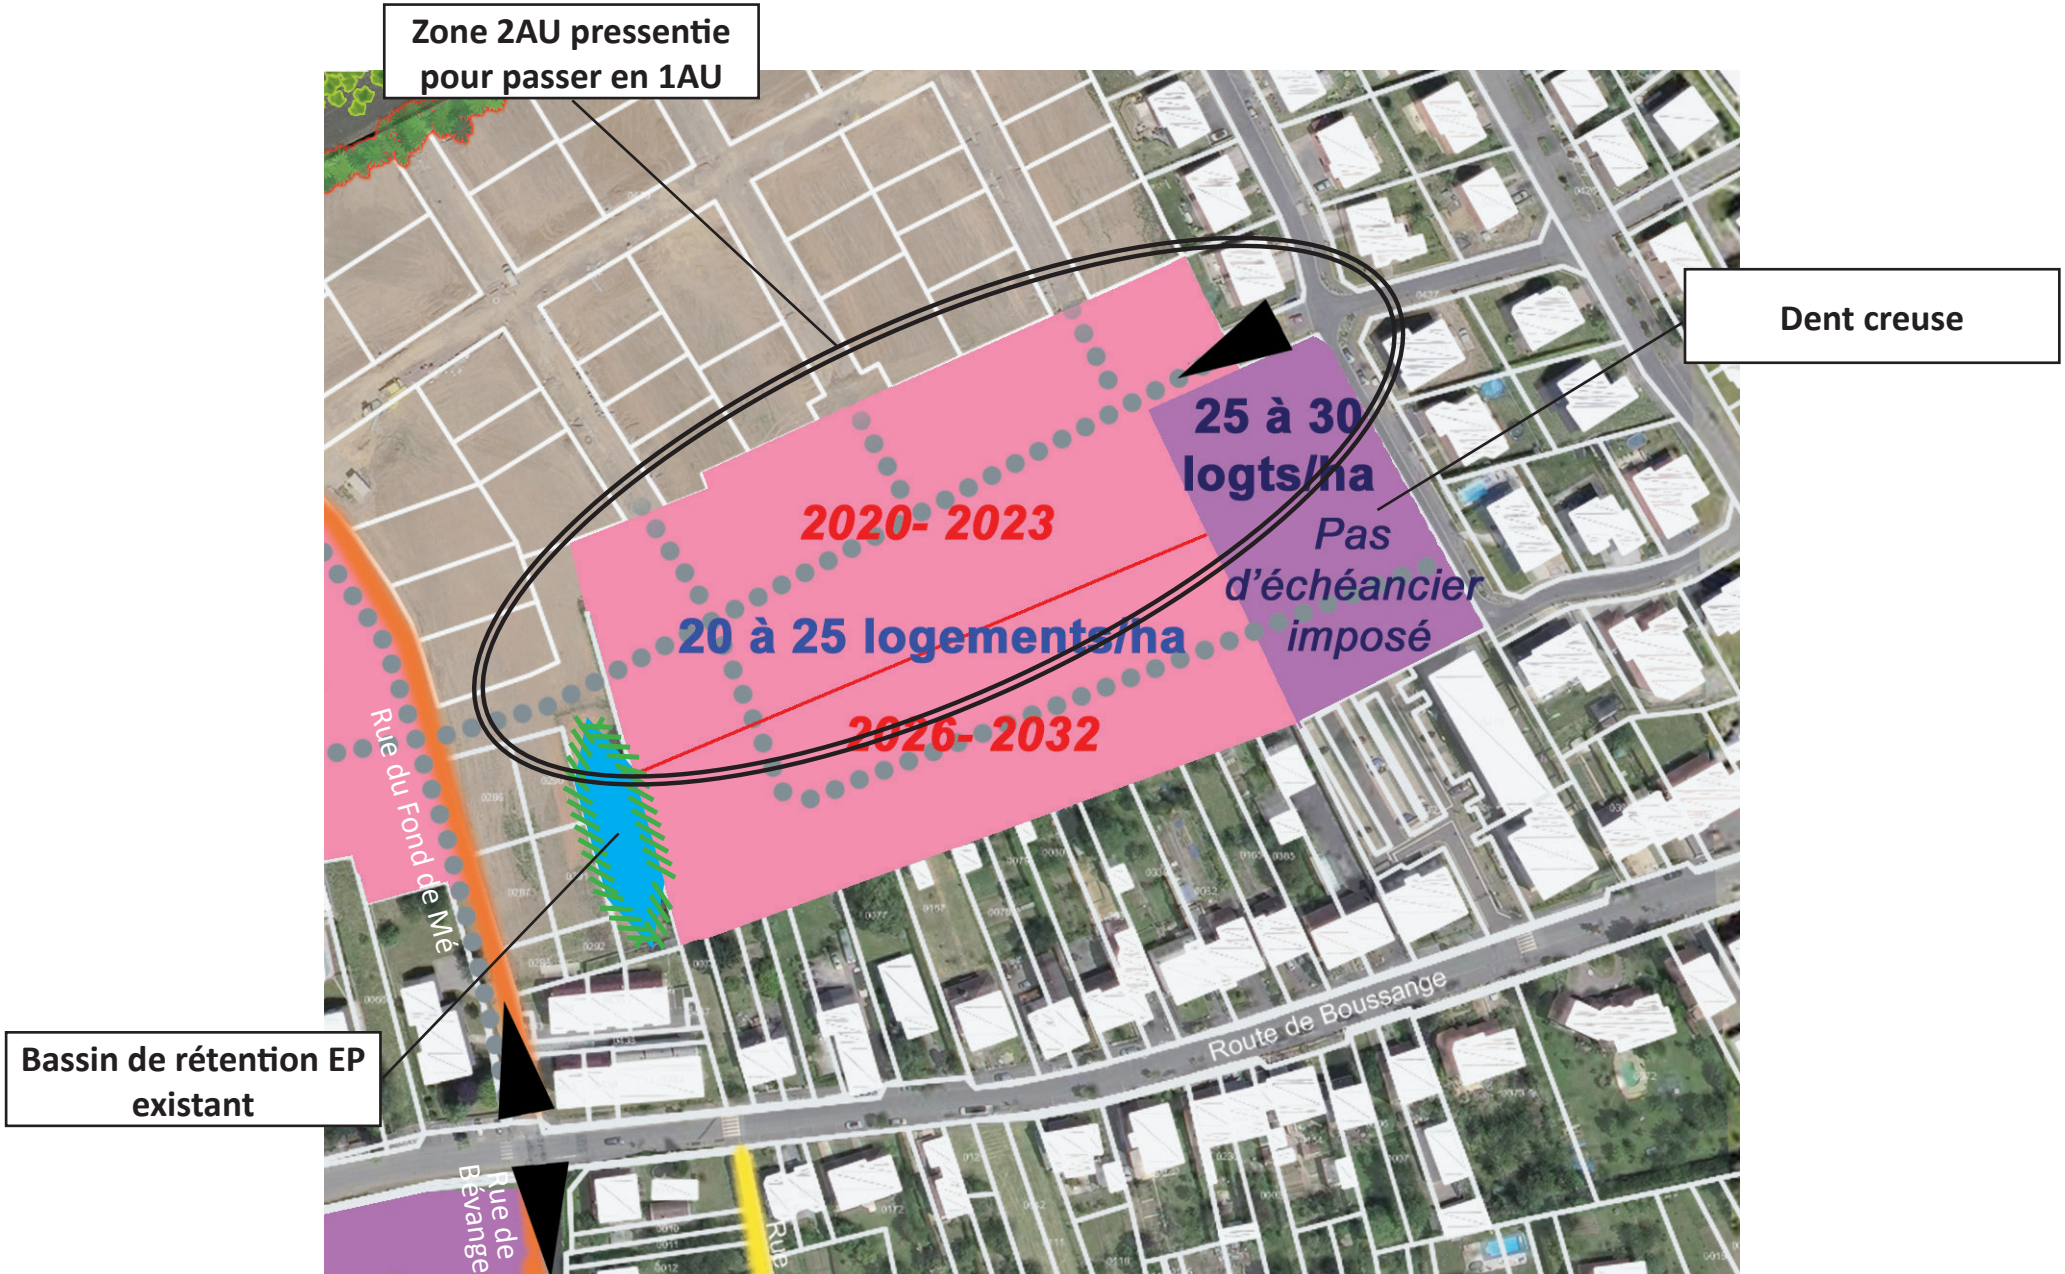 Zone 2AU pressentie
pour passer en 1AU
Dent creuse
25 à 30
logts/ha
Pas
d'échéancier
imposé
2020- 2023
20 à 25 logements/ha
2026- 2032
Rue du Fond de Mé
Bassin de rétention EP
existant
Route de Boussange
Rue de
Bévange
Rue